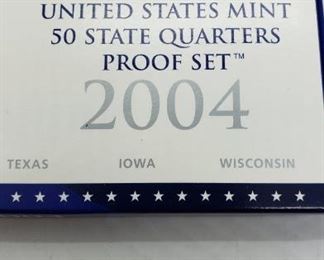 UNITED STATES MINT
50 STATE QUARTERS
PROOF SET™
2004
TEXAS IOWA WISCONSIN